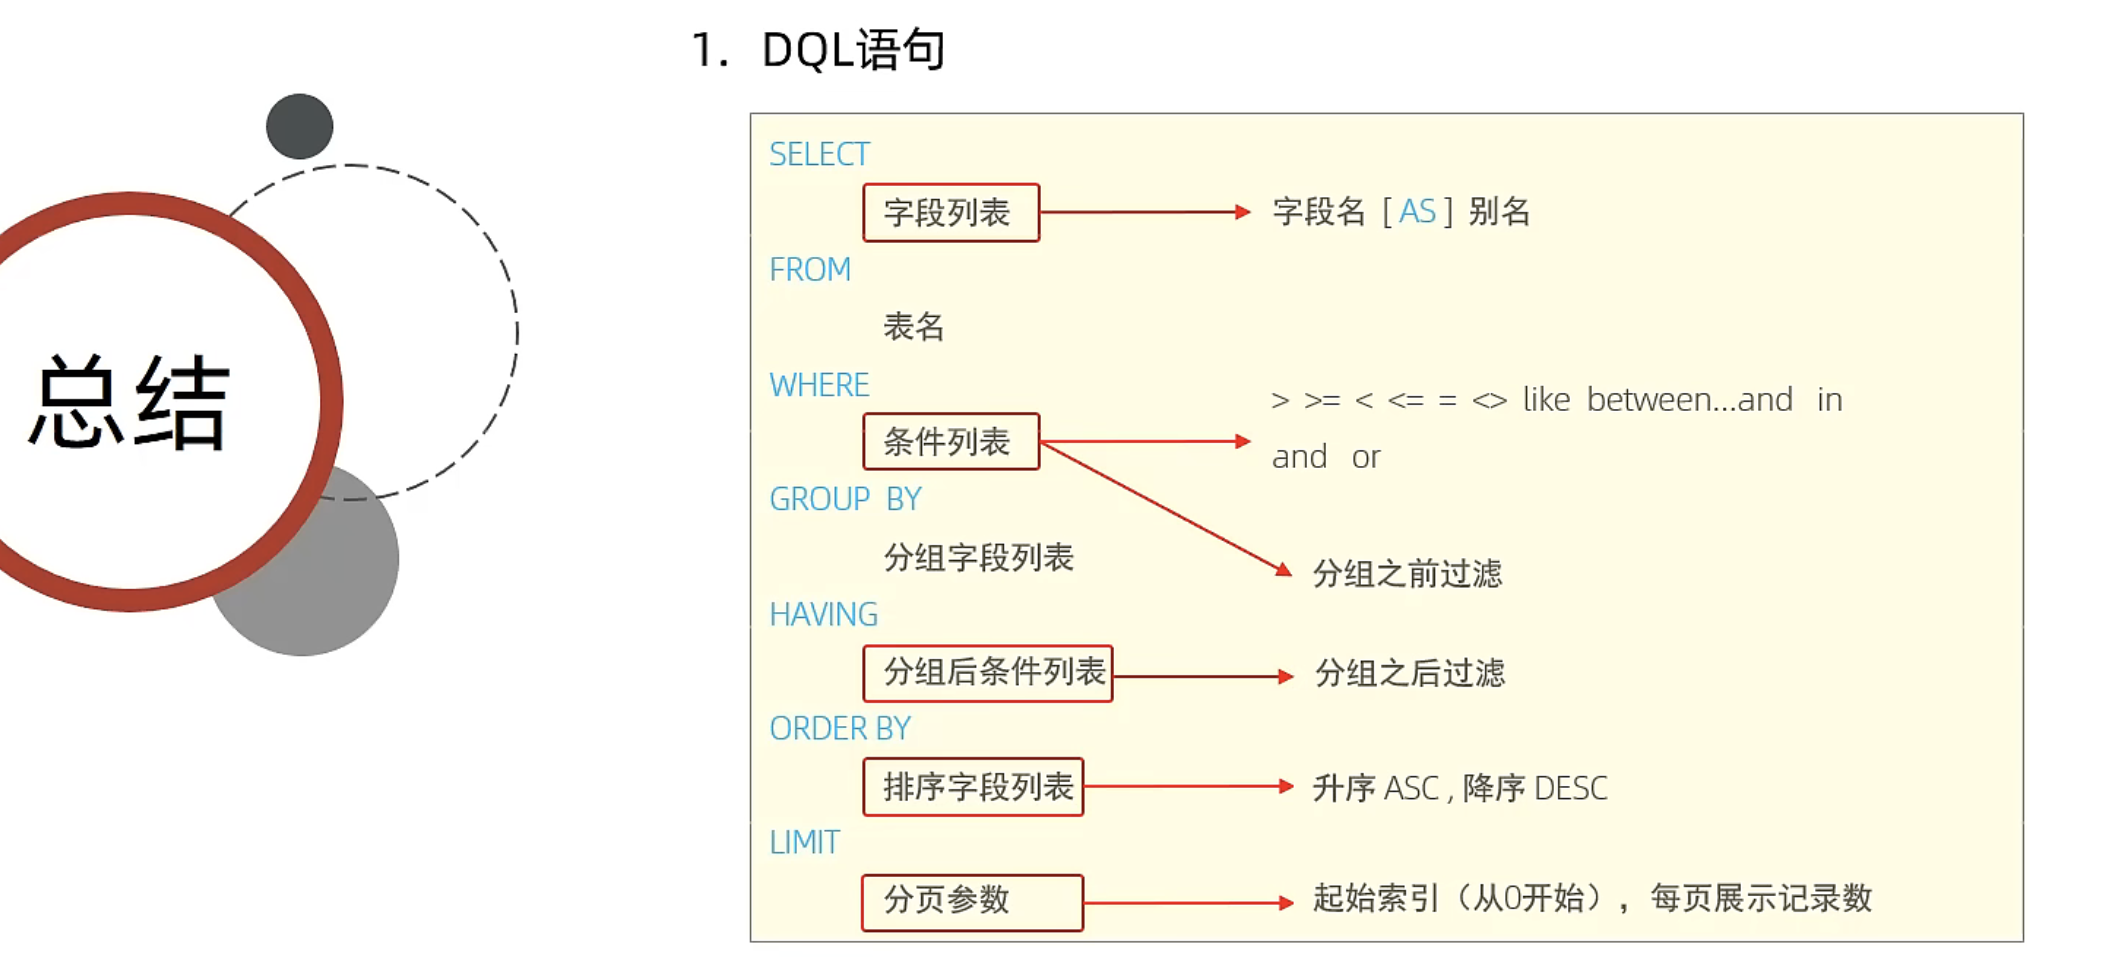 总结
1. DQL语句
SELECT
字段列表 字段名 [ AS ] 别名
FROM
表名
WHERE
条件列表 > >= < <= = <> like between...and in
and or
GROUP BY
分组字段列表
分组之前过滤
HAVING
分组后条件列表 分组之后过滤
ORDER BY
排序字段列表 升序 ASC , 降序 DESC
LIMIT
分页参数 起始索引（从0开始），每页展示记录数